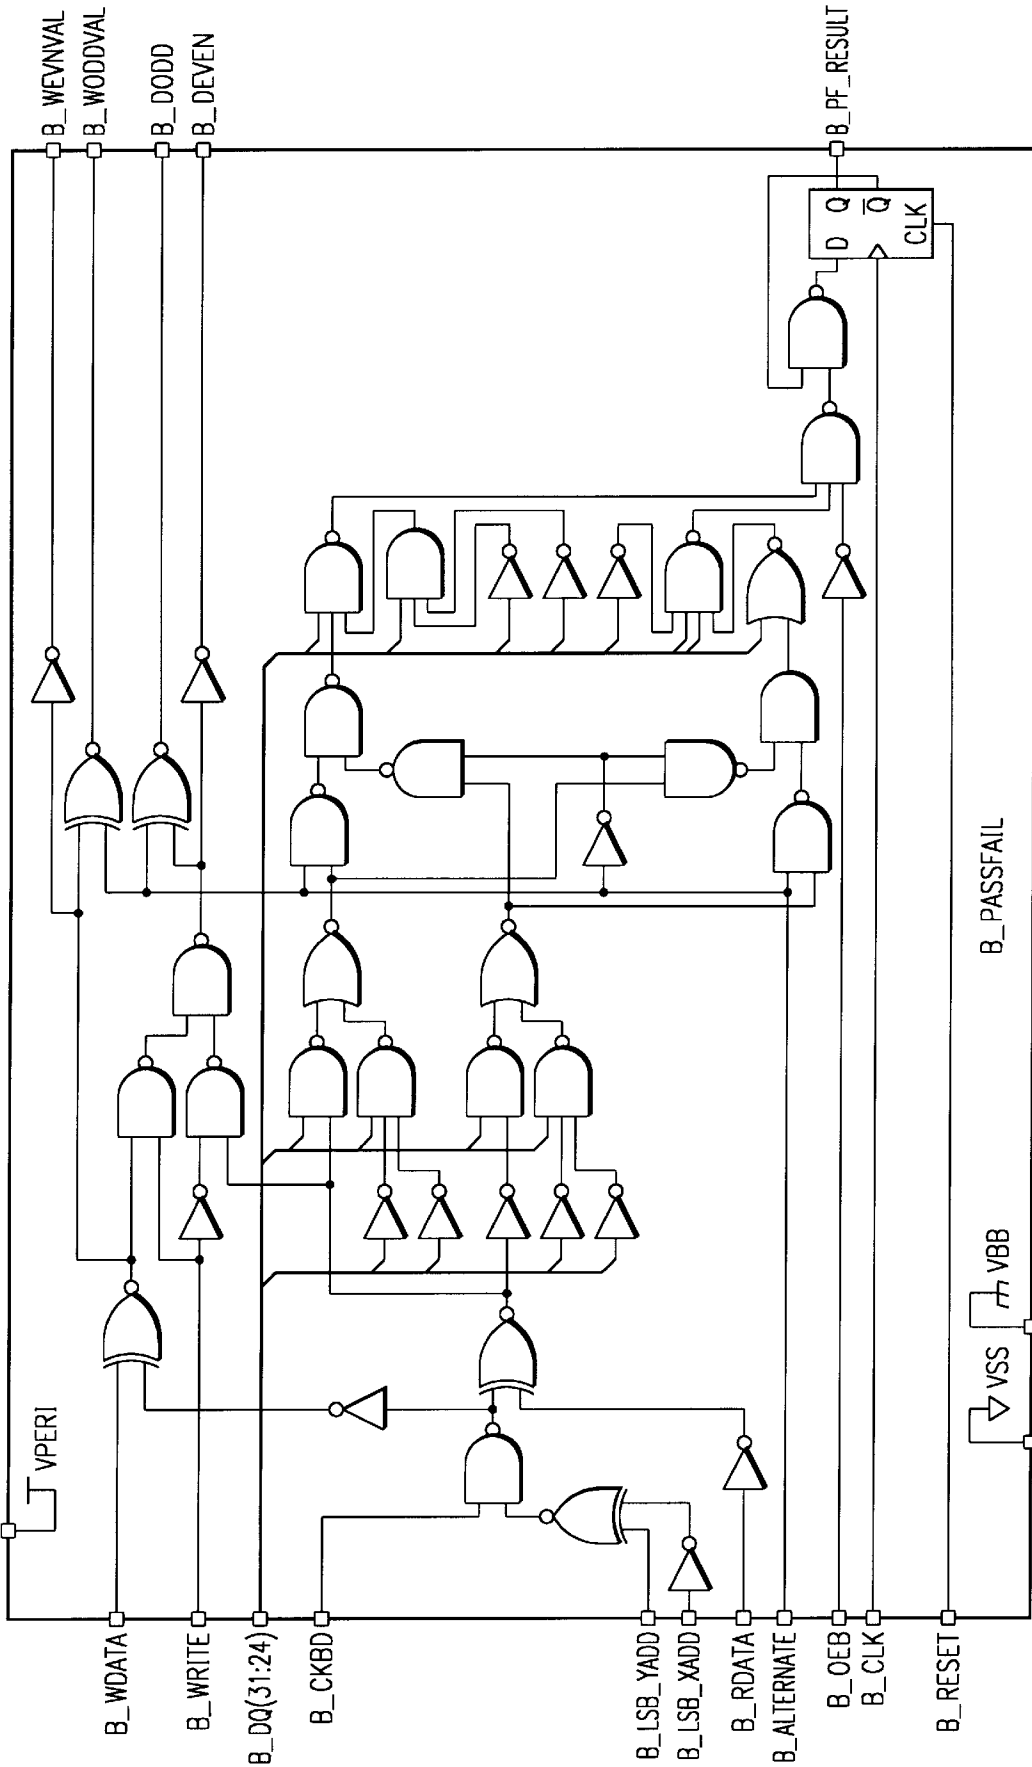 B_WEVNVAL
B_WODDVAL
B_DODD
B_DEVEN
B_PF_RESULT
D
Q
Q̅
CLK
VPERI
B_WDATA
B_WRITE
B_DQ(31:24)
B_CKBD
B_LSB_YADD
B_LSB_XADD
B_RDATA
B_ALTERNATE
B_OEB
B_CLK
B_RESET
VSS
VBB
B_PASSFAIL